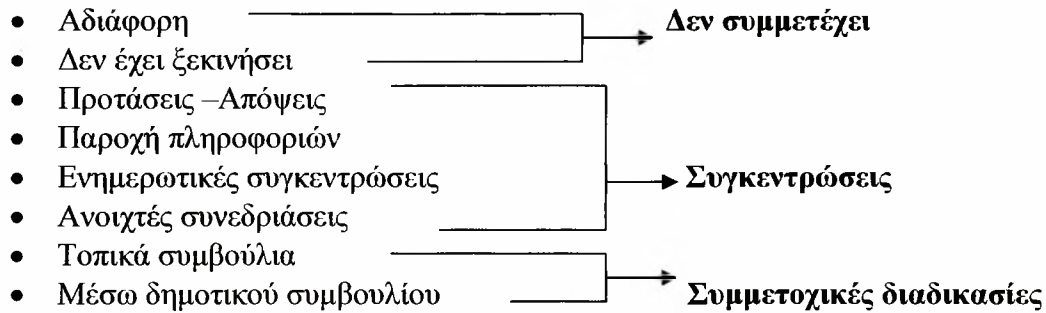 • Αδιάφορη Δεν συμμετέχει
• Δεν έχει ξεκινήσει
• Προτάσεις –Απόψεις
• Παροχή πληροφοριών
• Ενημερωτικές συγκεντρώσεις Συγκεντρώσεις
• Ανοιχτές συνεδριάσεις
• Τοπικά συμβούλια
• Μέσω δημοτικού συμβουλίου Συμμετοχικές διαδικασίες